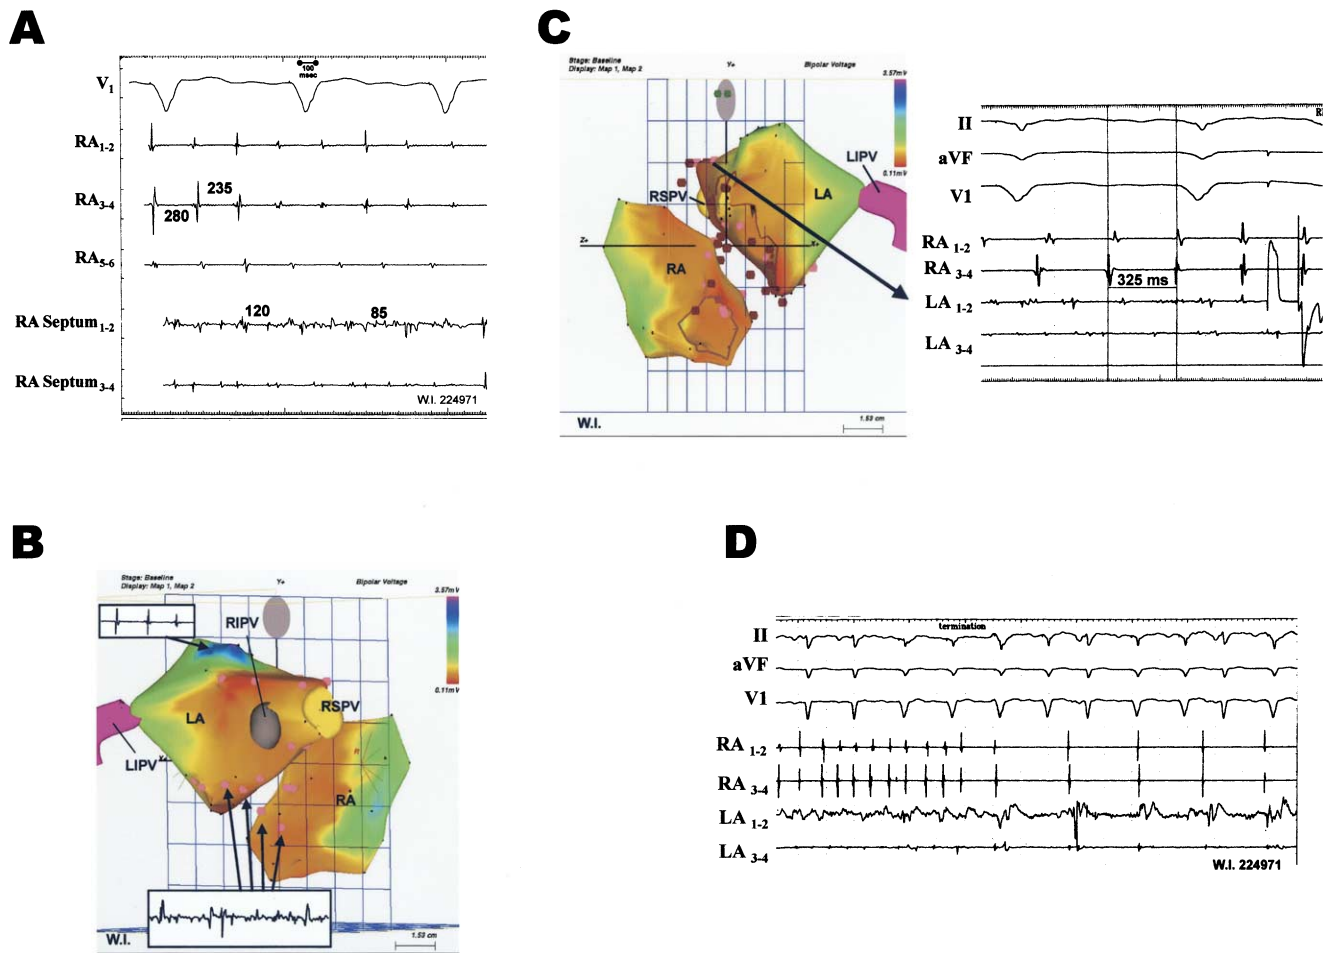 A
100
msec
V1
RA1-2
235
RA3-4
280
RA5-6
120
85
RA Septum1-2
RA Septum3-4
W.I. 224971
C
Stage: Baseline
Display: Map 1, Map 2
Y+
Bipolar Voltage
3.57mV
0.11mV
LIPV
RSPV
LA
Z+
X+
RA
W.I.
1.53 cm
II
aVF
V1
RA 1-2
RA 3-4
325 ms
LA 1-2
LA 3-4
B
Stage: Baseline
Display: Map 1, Map 2
Y+
Bipolar Voltage
3.57mV
0.11mV
RIPV
RSPV
LA
LIPV
RA
W.I.
1.53 cm
D
termination
II
aVF
V1
RA 1-2
RA 3-4
LA 1-2
LA 3-4
W.I. 224971